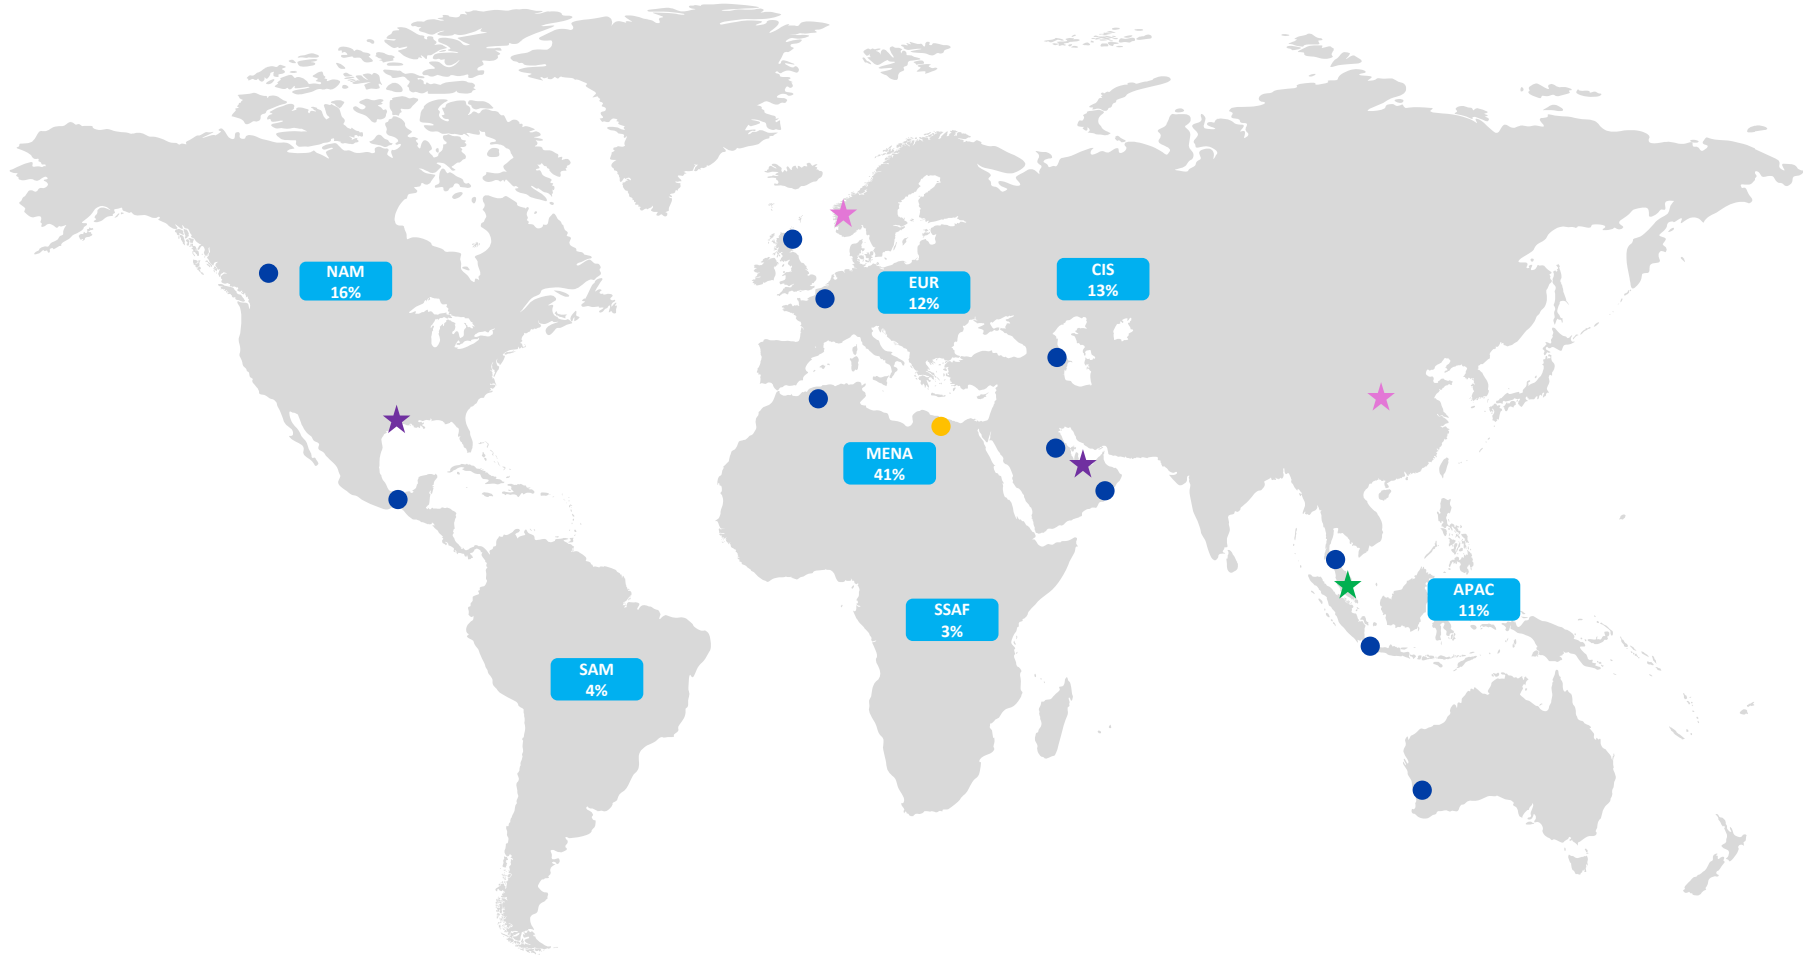 NAM
16%
EUR
12%
CIS
13%
MENA
41%
SSAF
3%
APAC
11%
SAM
4%